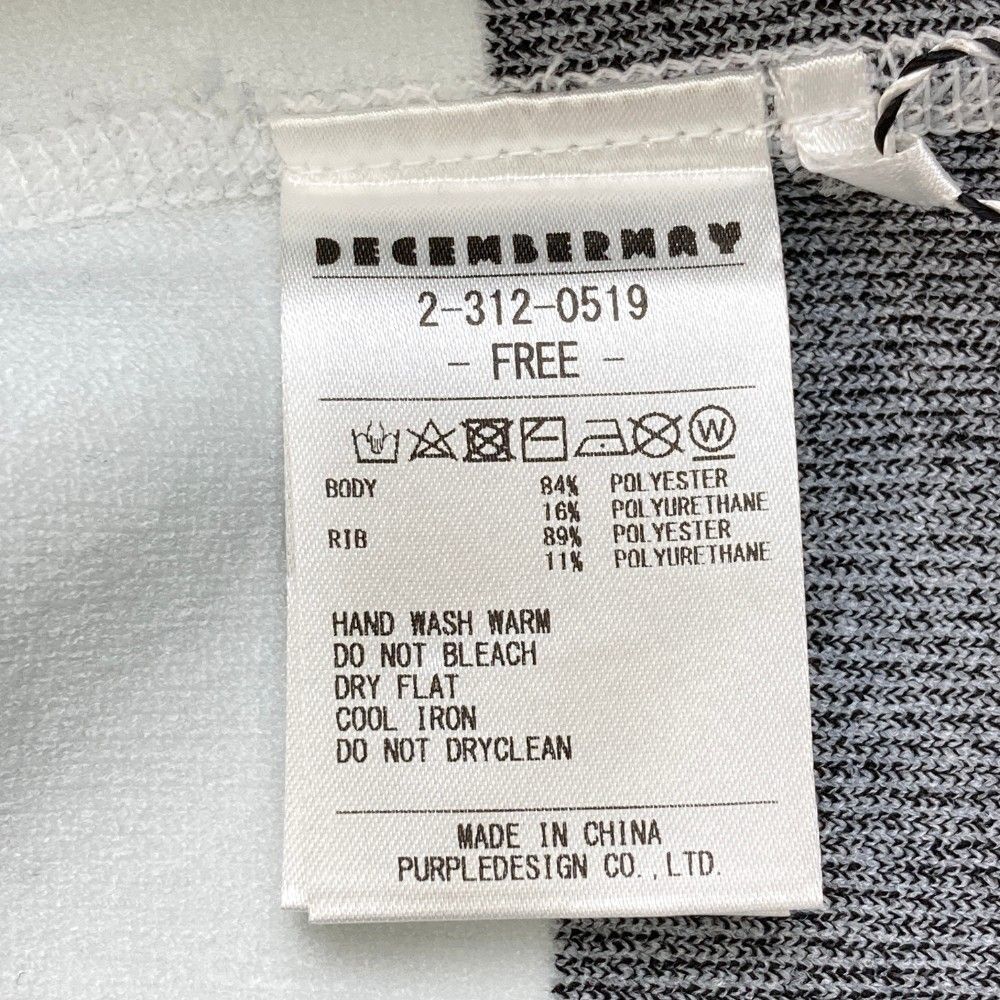 DECEMBERMAY
2-312-0519
- FREE -
W
BODY 84% POLYESTER
16% POLYURETHANE
RIB 89% POLYESTER
11% POLYURETHANE
HAND WASH WARM
DO NOT BLEACH
DRY FLAT
COOL IRON
DO NOT DRYCLEAN
MADE IN CHINA
PURPLEDESIGN CO.,LTD.